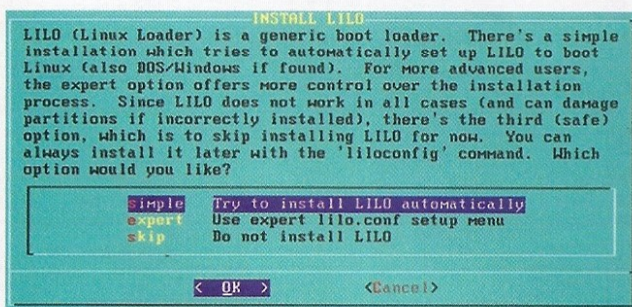 INSTALL LILO
LILO (Linux Loader) is a generic boot loader.  There's a simple
installation which tries to automatically set up LILO to boot
Linux (also DOS/Windows if found).  For more advanced users,
the expert option offers more control over the installation
process.  Since LILO does not work in all cases (and can damage
partitions if incorrectly installed), there's the third (safe)
option, which is to skip installing LILO for now.  You can
always install it later with the 'liloconfig' command.  Which
option would you like?
simple  Try to install LILO automatically
expert  Use expert lilo.conf setup menu
skip  Do not install LILO
< OK >  <Cancel>